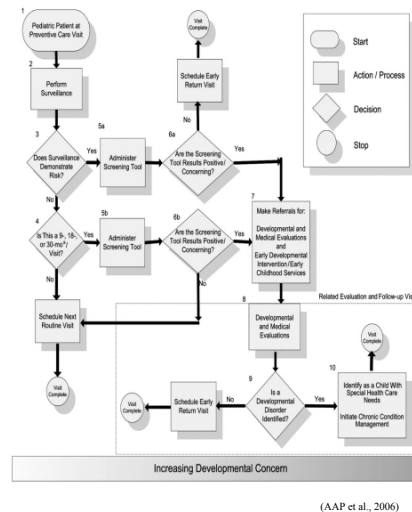 1
Pediatric Patient at
Preventive Care Visit
2
Perform
Surveillance
3
Does Surveillance
Demonstrate
Risk?
Yes
No
5a
Administer
Screening Tool
6a
Are the Screening
Tool Results Positive/
Concerning?
Yes
No
Schedule Early
Return Visit
Visit
Complete
4
Is This a 9-, 18-,
or 30-mo
Visit?
Yes
No
5b
Administer
Screening Tool
6b
Are the Screening
Tool Results Positive/
Concerning?
Yes
No
7
Make Referrals for:
Developmental and
Medical Evaluations
and
Early Developmental
Intervention/Early
Childhood Services
Schedule Next
Routine Visit
Visit
Complete
Related Evaluation and Follow-up Vi
8
Developmental
and Medical
Evaluations
9
Is a
Developmental
Disorder
Identified?
No
Yes
Schedule Early
Return Visit
Visit
Complete
10
Identify as a Child With
Special Health Care
Needs
Initiate Chronic Condition
Management
Visit
Complete
Start
Action / Process
Decision
Stop
Increasing Developmental Concern
(AAP et al., 2006)